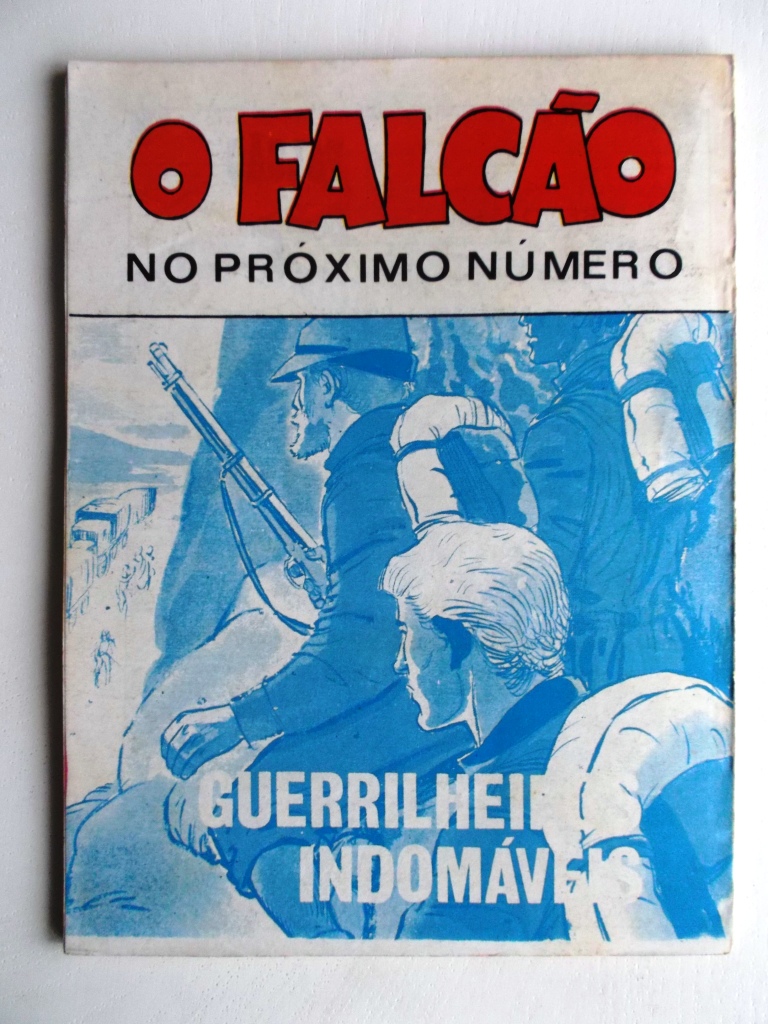 O FALCÃO
NO PRÓXIMO NÚMERO
GUERRILHEIROS
INDOMÁVEIS